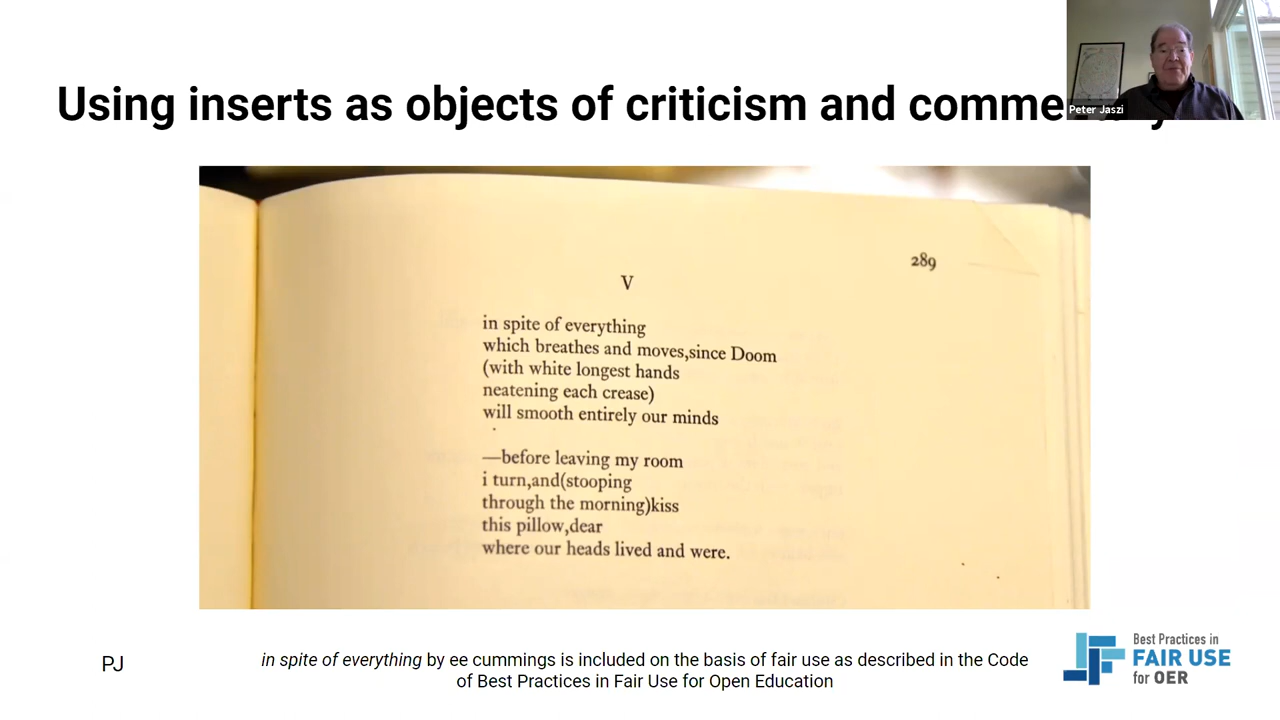 Using inserts as objects of criticism and
Peter Jaszi
289
V
in spite of everything
which breathes and moves,since Doom
(with white longest hands
neatening each crease)
will smooth entirely our minds
—before leaving my room
i turn,and(stooping
through the morning)kiss
this pillow,dear
where our heads lived and were.
PJ
in spite of everything by ee cummings is included on the basis of fair use as described in the Code
of Best Practices in Fair Use for Open Education
Best Practices in
FAIR USE
for OER